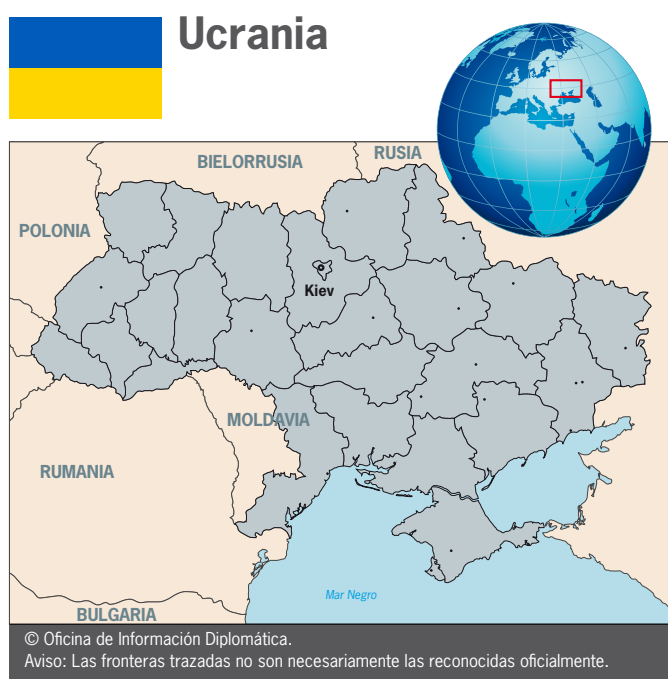 Ucrania
BIELORRUSIA
RUSIA
POLONIA
Kiev
MOLDAVIA
RUMANIA
Mar Negro
BULGARIA
© Oficina de Información Diplomática.
Aviso: Las fronteras trazadas no son necesariamente las reconocidas oficialmente.